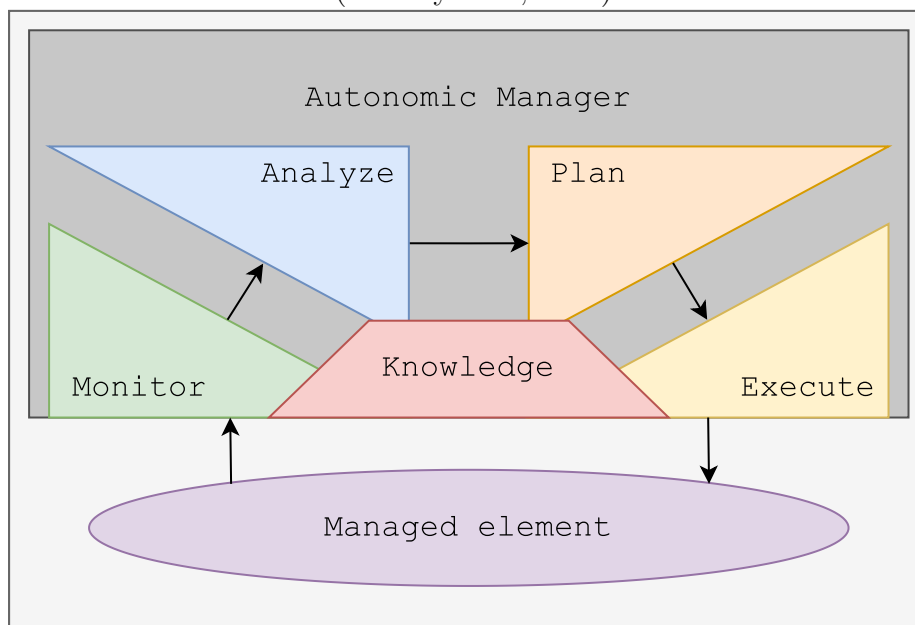 Autonomic Manager
Analyze
Plan
Knowledge
Monitor
Execute
Managed element